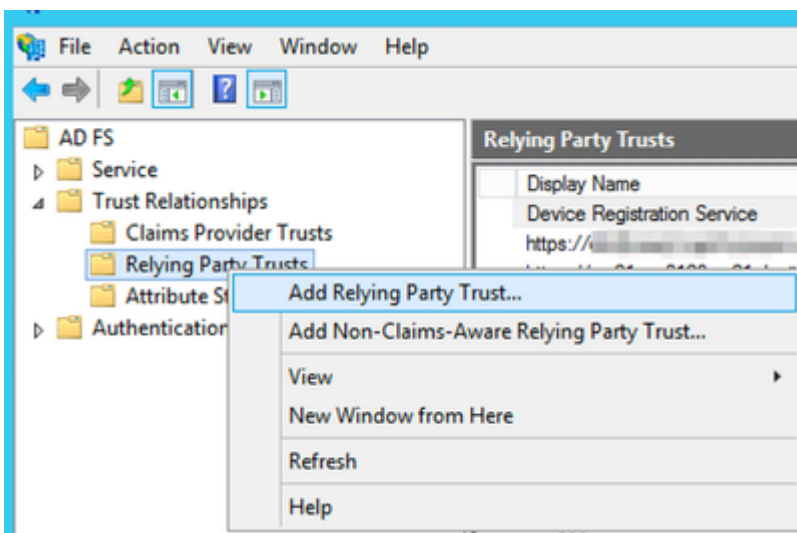 File Action View Window Help
AD FS
Service
Trust Relationships
Claims Provider Trusts
Relying Party Trusts
Attribute St
Authentication
Relying Party Trusts
Display Name
Device Registration Service
https://
Add Relying Party Trust...
Add Non-Claims-Aware Relying Party Trust...
View
New Window from Here
Refresh
Help